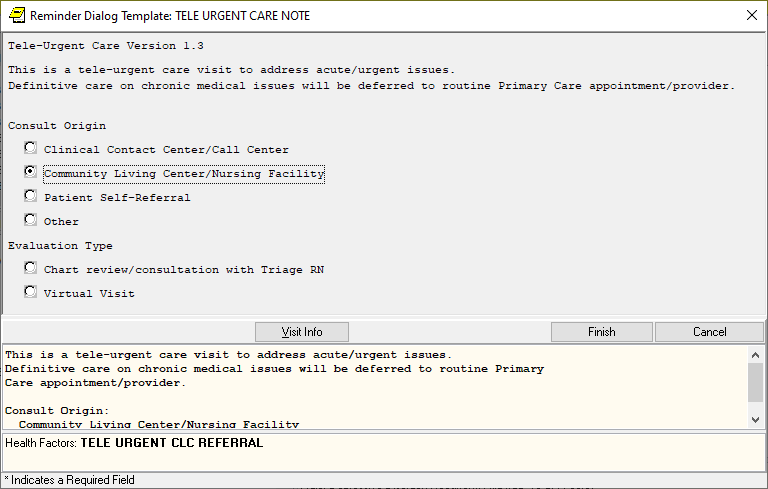 Reminder Dialog Template: TELE URGENT CARE NOTE
Tele-Urgent Care Version 1.3
This is a tele-urgent care visit to address acute/urgent issues.
Definitive care on chronic medical issues will be deferred to routine Primary Care appointment/provider.
Consult Origin
Clinical Contact Center/Call Center
Community Living Center/Nursing Facility
Patient Self-Referral
Other
Evaluation Type
Chart review/consultation with Triage RN
Virtual Visit
Visit Info Finish Cancel
This is a tele-urgent care visit to address acute/urgent issues.
Definitive care on chronic medical issues will be deferred to routine Primary
Care appointment/provider.
Consult Origin:
Community Living Center/Nursing Facility
Health Factors: TELE URGENT CLC REFERRAL
* Indicates a Required Field